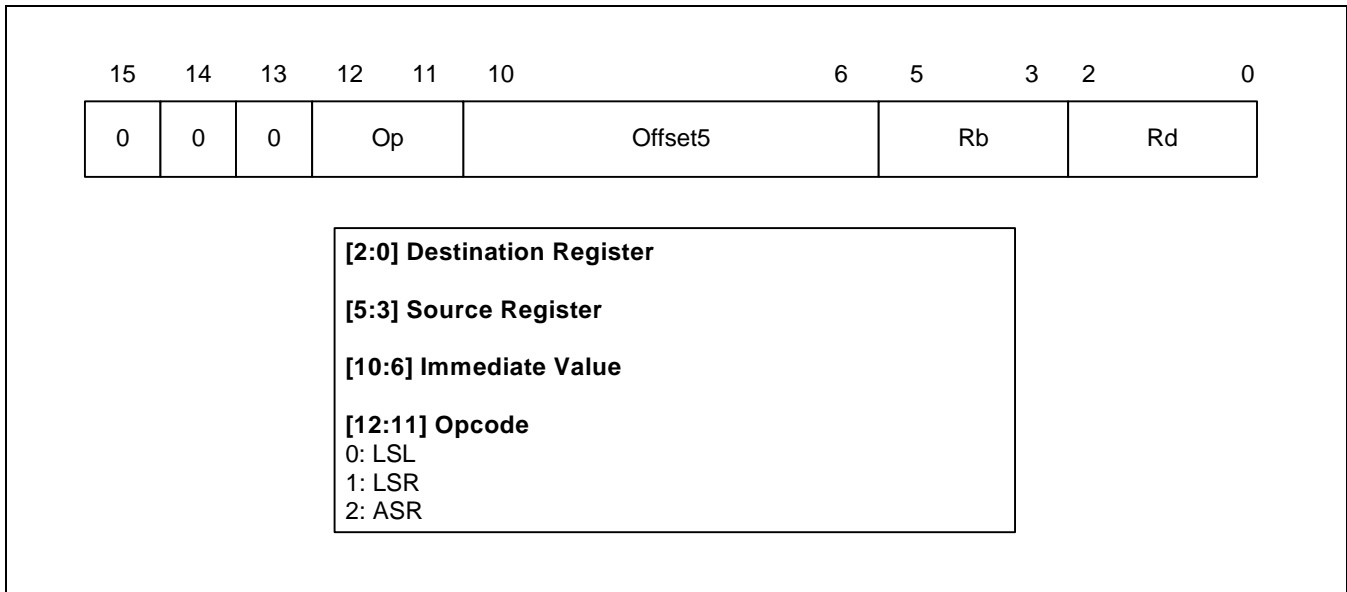 15 14 13 12 11 10 6 5 3 2 0
0 0 0 Op Offset5 Rb Rd
[2:0] Destination Register
[5:3] Source Register
[10:6] Immediate Value
[12:11] Opcode
0: LSL
1: LSR
2: ASR